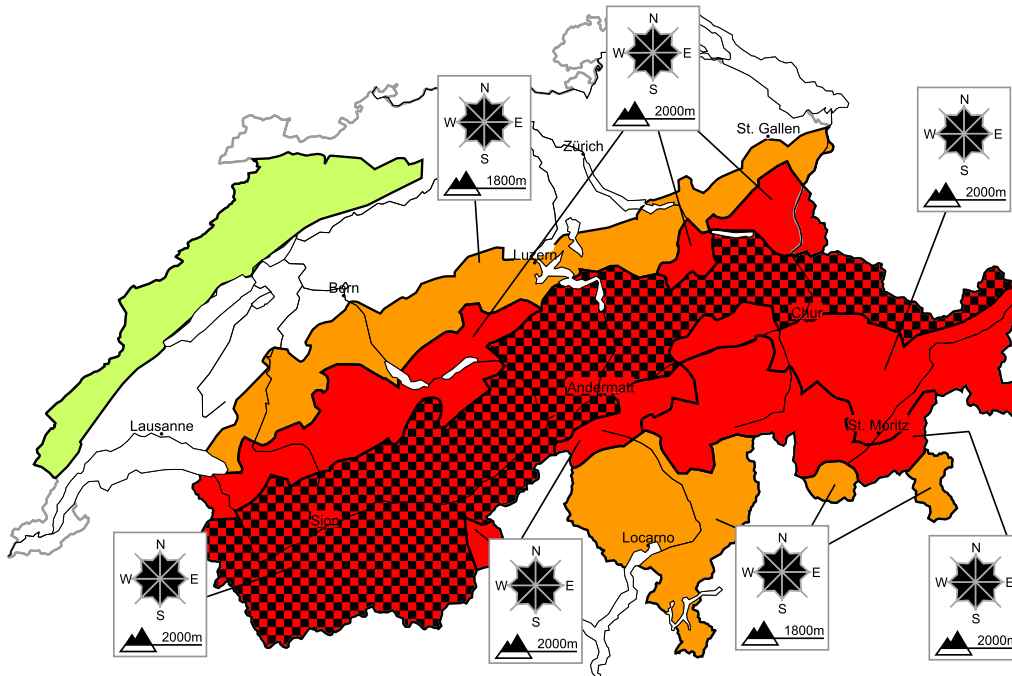 N
W E
S
2000m
N
W E
S
1800m
N
W E
S
2000m
St. Gallen
Zürich
Luzern
Bern
Chur
Andermatt
Lausanne
St. Moritz
Sion
Locarno
N
W E
S
2000m
N
W E
S
2000m
N
W E
S
1800m
N
W E
S
2000m